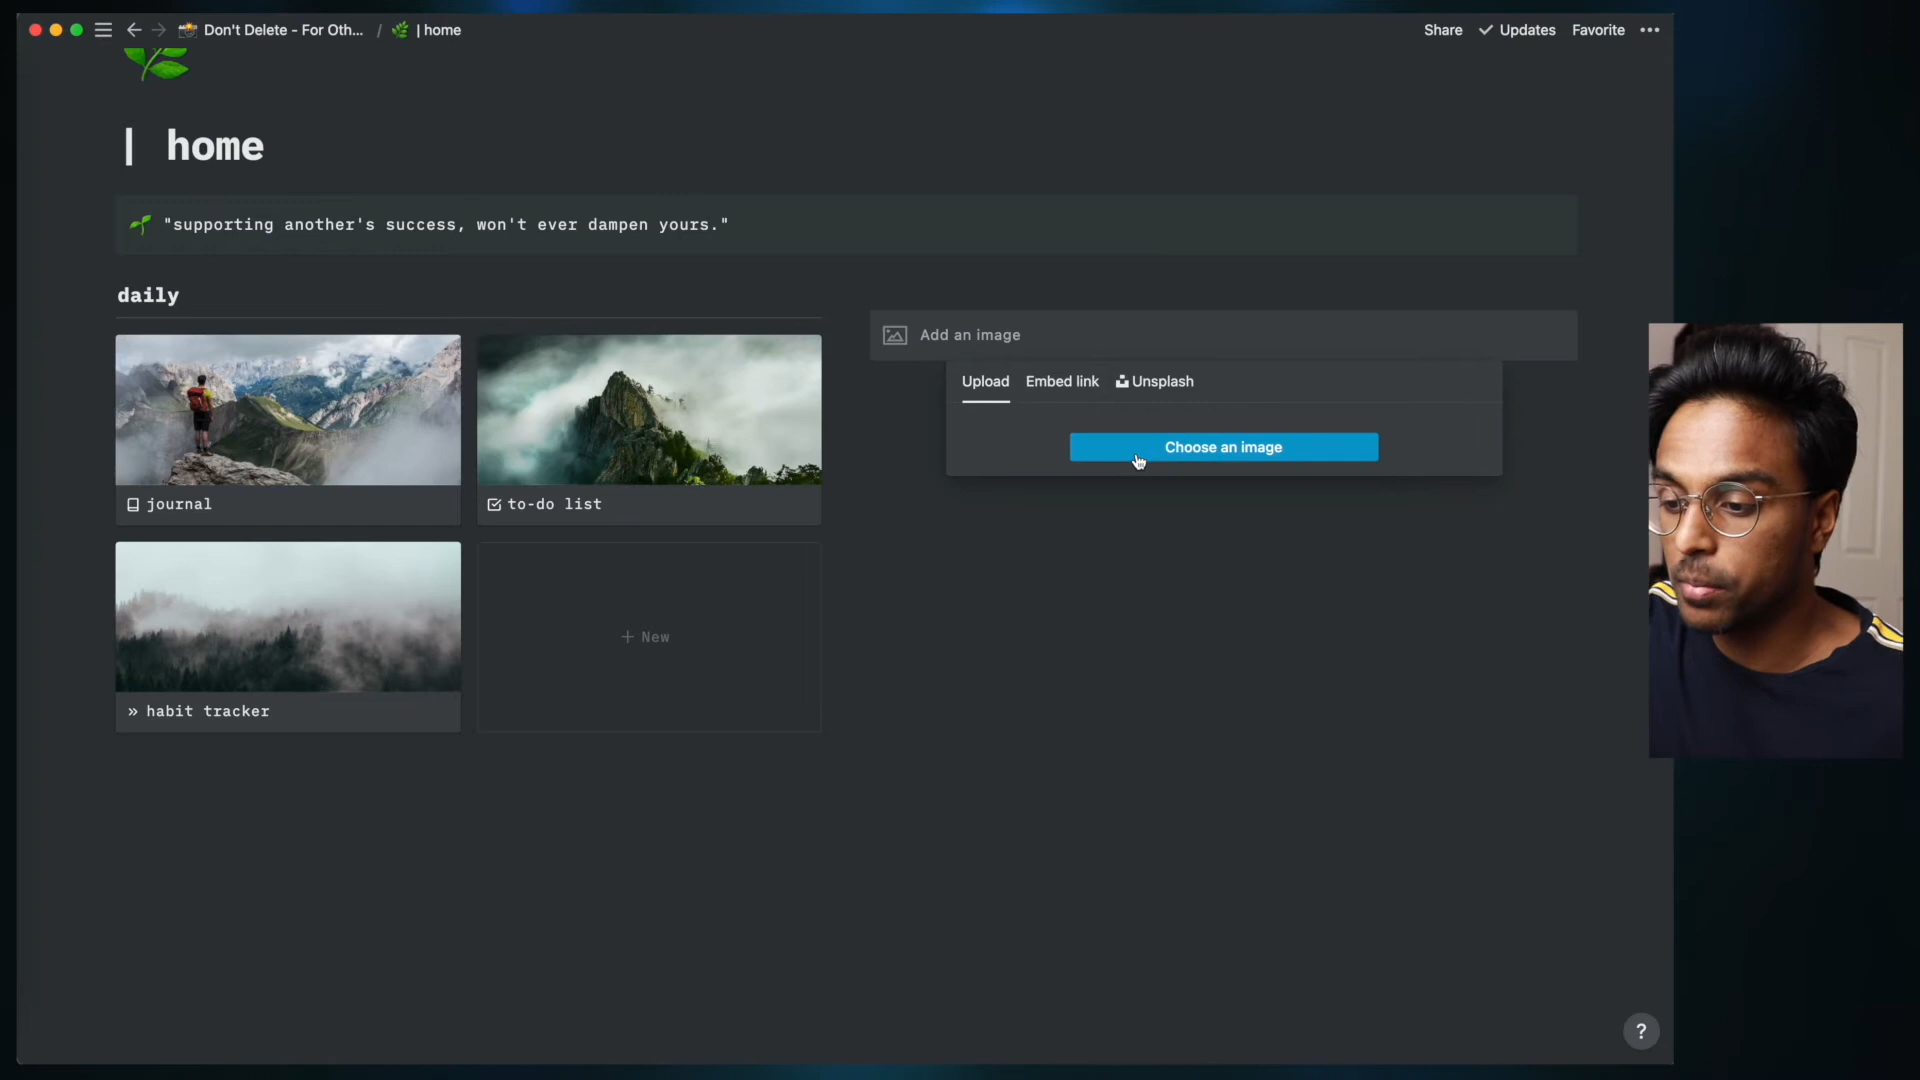 Don't Delete - For Oth... / | home
Share Updates Favorite
| home
"supporting another's success, won't ever dampen yours."
daily
Add an image
Upload Embed link Unsplash
Choose an image
journal
to-do list
+ New
» habit tracker
?